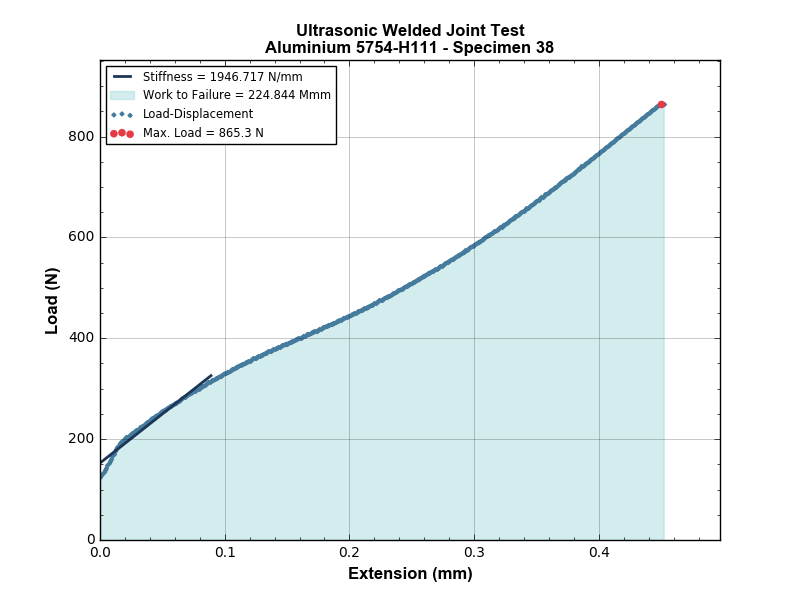 Ultrasonic Welded Joint Test
Aluminium 5754-H111 - Specimen 38
Stiffness = 1946.717 N/mm
Work to Failure = 224.844 Mmm
Load-Displacement
Max. Load = 865.3 N
800
600
400
200
0
Load (N)
0.0 0.1 0.2 0.3 0.4
Extension (mm)